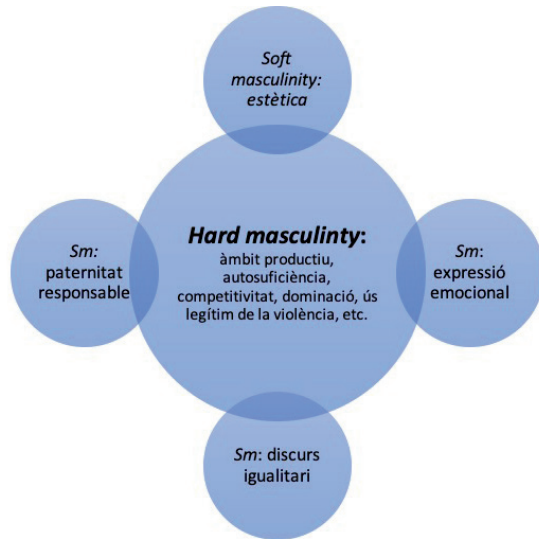 Soft
masculinity:
estètica
Hard masculinty:
àmbit productiu,
autosuficiència,
competitivitat, dominació, ús
legítim de la violència, etc.
Sm:
paternitat
responsable
Sm:
expressió
emocional
Sm: discurs
igualitari